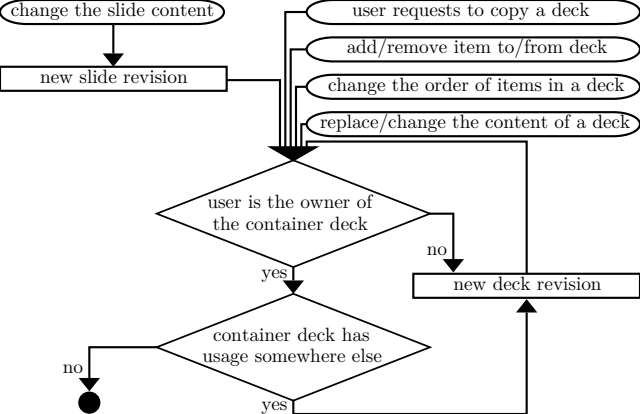 change the slide content
user requests to copy a deck
add/remove item to/from deck
new slide revision
change the order of items in a deck
replace/change the content of a deck
user is the owner of
the container deck
no
yes
new deck revision
container deck has
usage somewhere else
no
yes